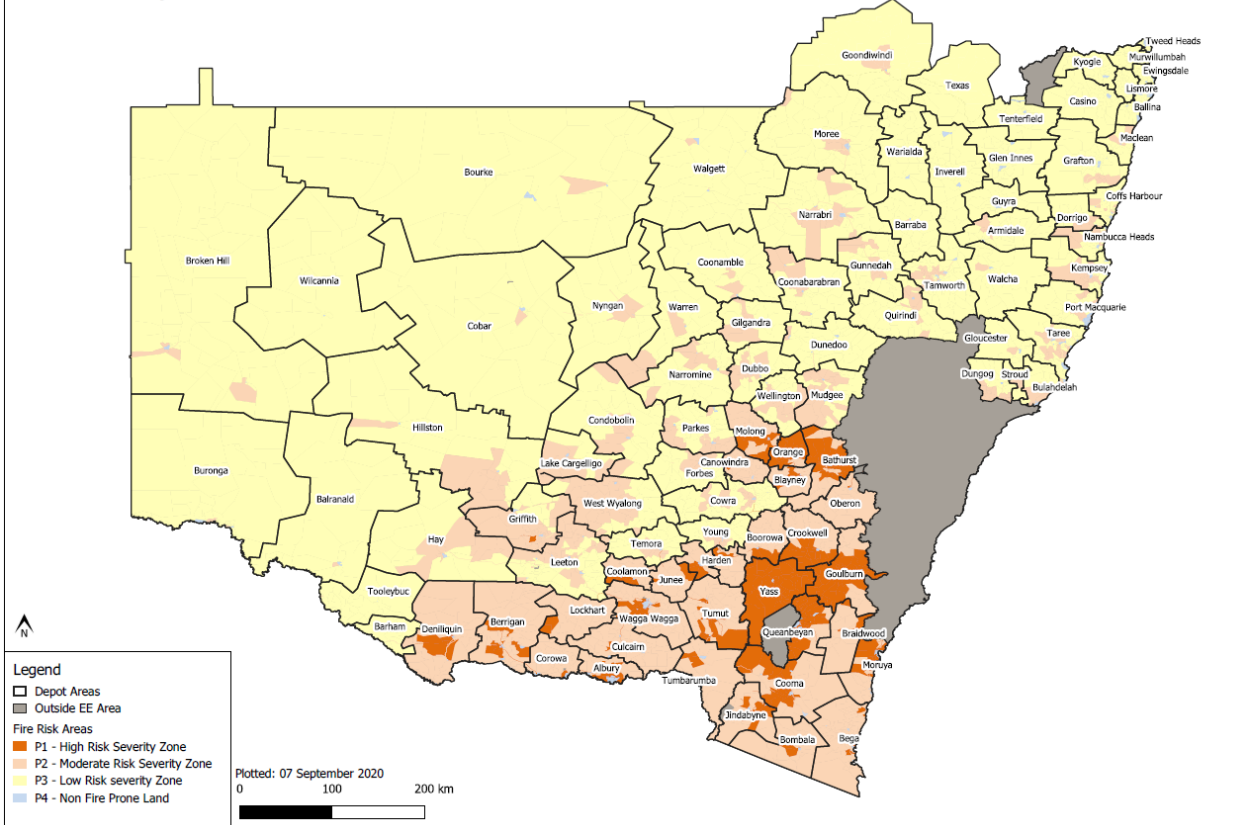 Tweed Heads
Murwillumbah
Kyogle
Ewingsdale
Goondiwindi
Texas
Lismore
Casino
Ballina
Tenterfield
Moree
Maclean
Warialda
Glen Innes
Grafton
Walgett
Inverell
Bourke
Coffs Harbour
Guyra
Narrabri
Dorrigo
Barraba
Armidale
Nambucca Heads
Broken Hill
Coonamble
Gunnedah
Kempsey
Wilcannia
Coonabarabran
Tamworth
Walcha
Nyngan
Warren
Port Macquarie
Quirindi
Cobar
Gilgandra
Taree
Gloucester
Dunedoo
Dubbo
Narromine
Dungog
Stroud
Bulahdelah
Wellington
Mudgee
Condobolin
Hillston
Parkes
Molong
Orange
Bathurst
Lake Cargelligo
Canowindra
Buronga
Forbes
Blayney
Balranald
West Wyalong
Cowra
Oberon
Griffith
Young
Crookwell
Hay
Boorowa
Temora
Leeton
Harden
Coolamon
Goulburn
Junee
Tooleybuc
Yass
Lockhart
Tumut
Wagga Wagga
Barham
Deniliquin
Berrigan
Queanbeyan
Braidwood
Culcairn
Corowa
Albury
Moruya
Tumbarumba
Cooma
Jindabyne
Bombala
Bega
N
Legend
Depot Areas
Outside EE Area
Fire Risk Areas
P1 - High Risk Severity Zone
P2 - Moderate Risk Severity Zone
P3 - Low Risk severity Zone
P4 - Non Fire Prone Land
Plotted: 07 September 2020
0 100 200 km